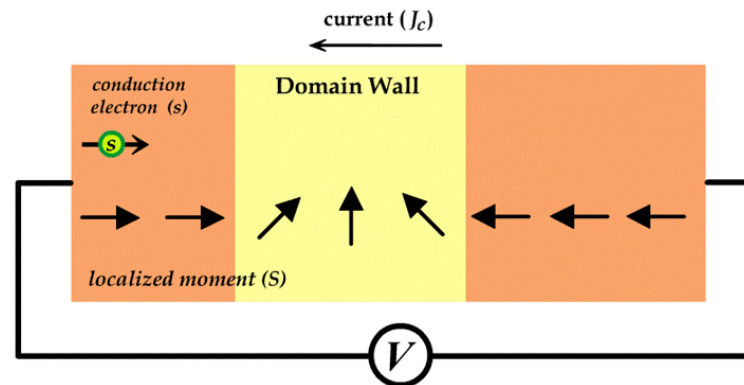 current (Jc)
conduction
electron (s)
Domain Wall
s
localized moment (S)
V